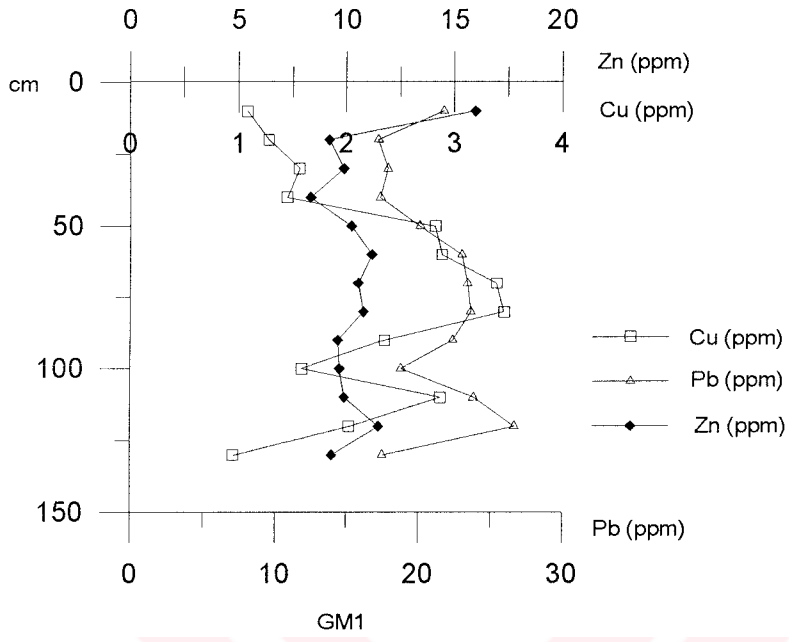 0 5 10 15 20
Zn (ppm)
cm 0
Cu (ppm)
0 1 2 3 4
50
Cu (ppm)
100
Pb (ppm)
Zn (ppm)
150
Pb (ppm)
0 10 20 30
GM1